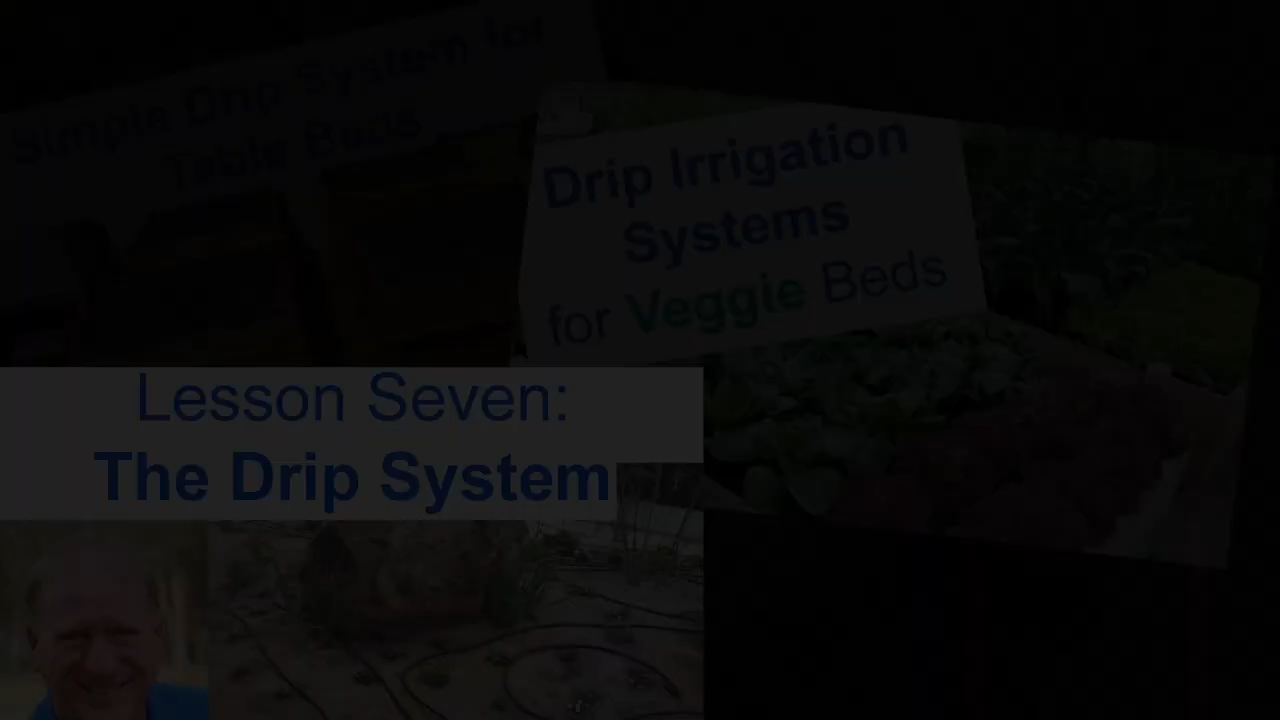 Simple Drip System for
Table Beds
Drip Irrigation
Systems
for Veggie Beds
Lesson Seven:
The Drip System